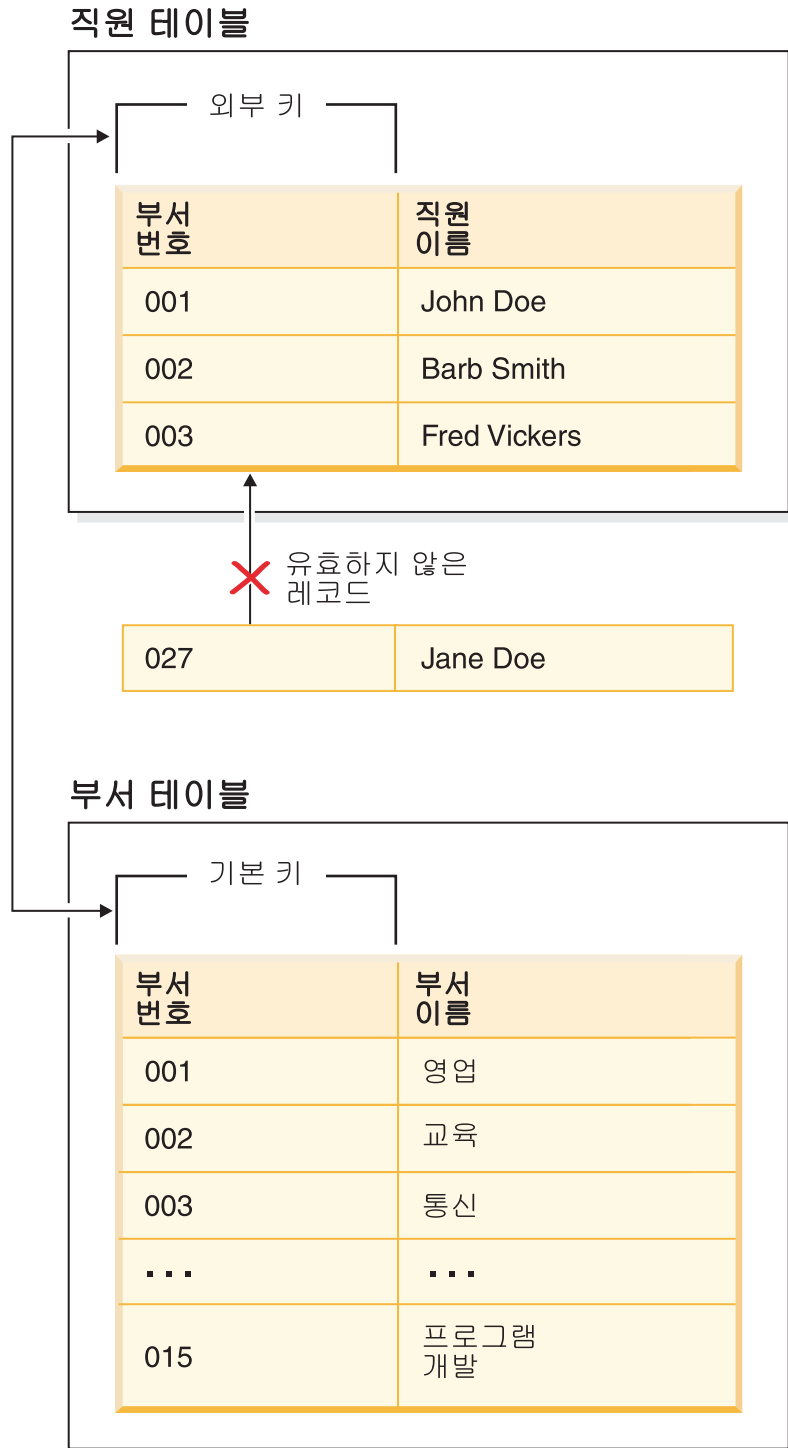 직원 테이블
외부 키
부서
번호
직원
이름
001
John Doe
002
Barb Smith
003
Fred Vickers
유효하지 않은
레코드
027
Jane Doe
부서 테이블
기본 키
부서
번호
부서
이름
001
영업
002
교육
003
통신
...
...
015
프로그램
개발